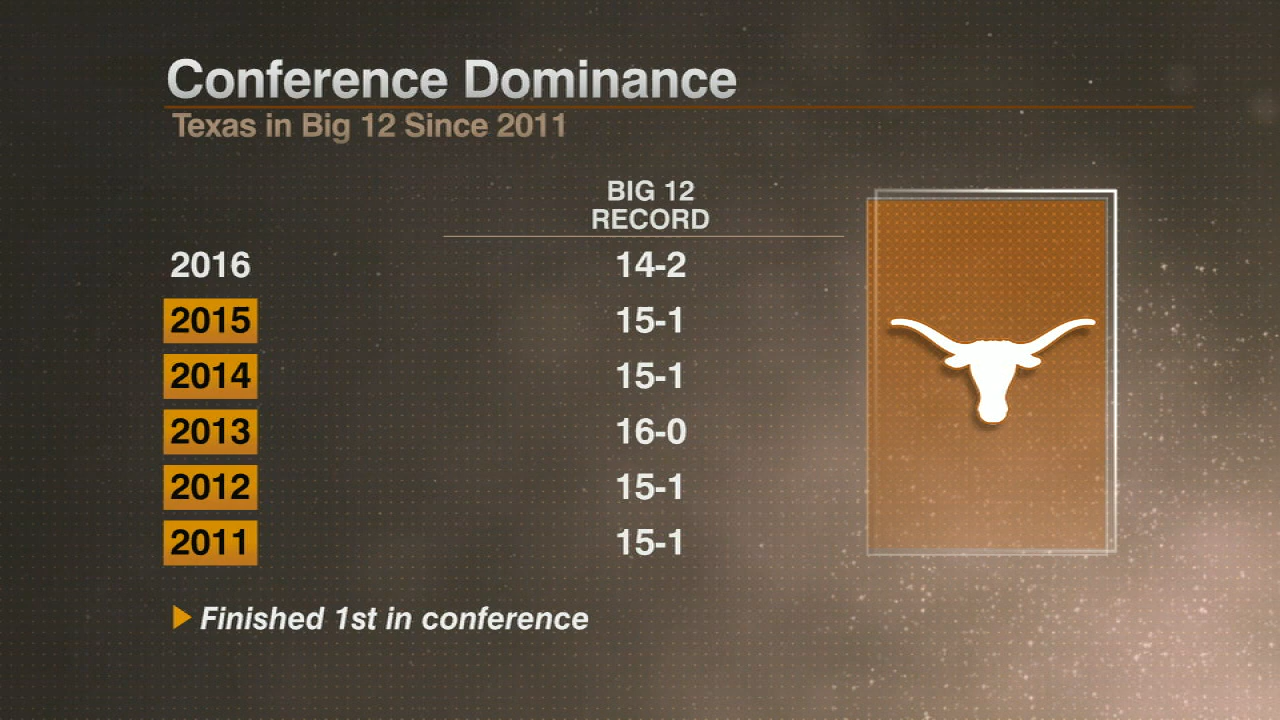 Conference Dominance
Texas in Big 12 Since 2011
BIG 12
RECORD
2016 14-2
2015 15-1
2014 15-1
2013 16-0
2012 15-1
2011 15-1
Finished 1st in conference